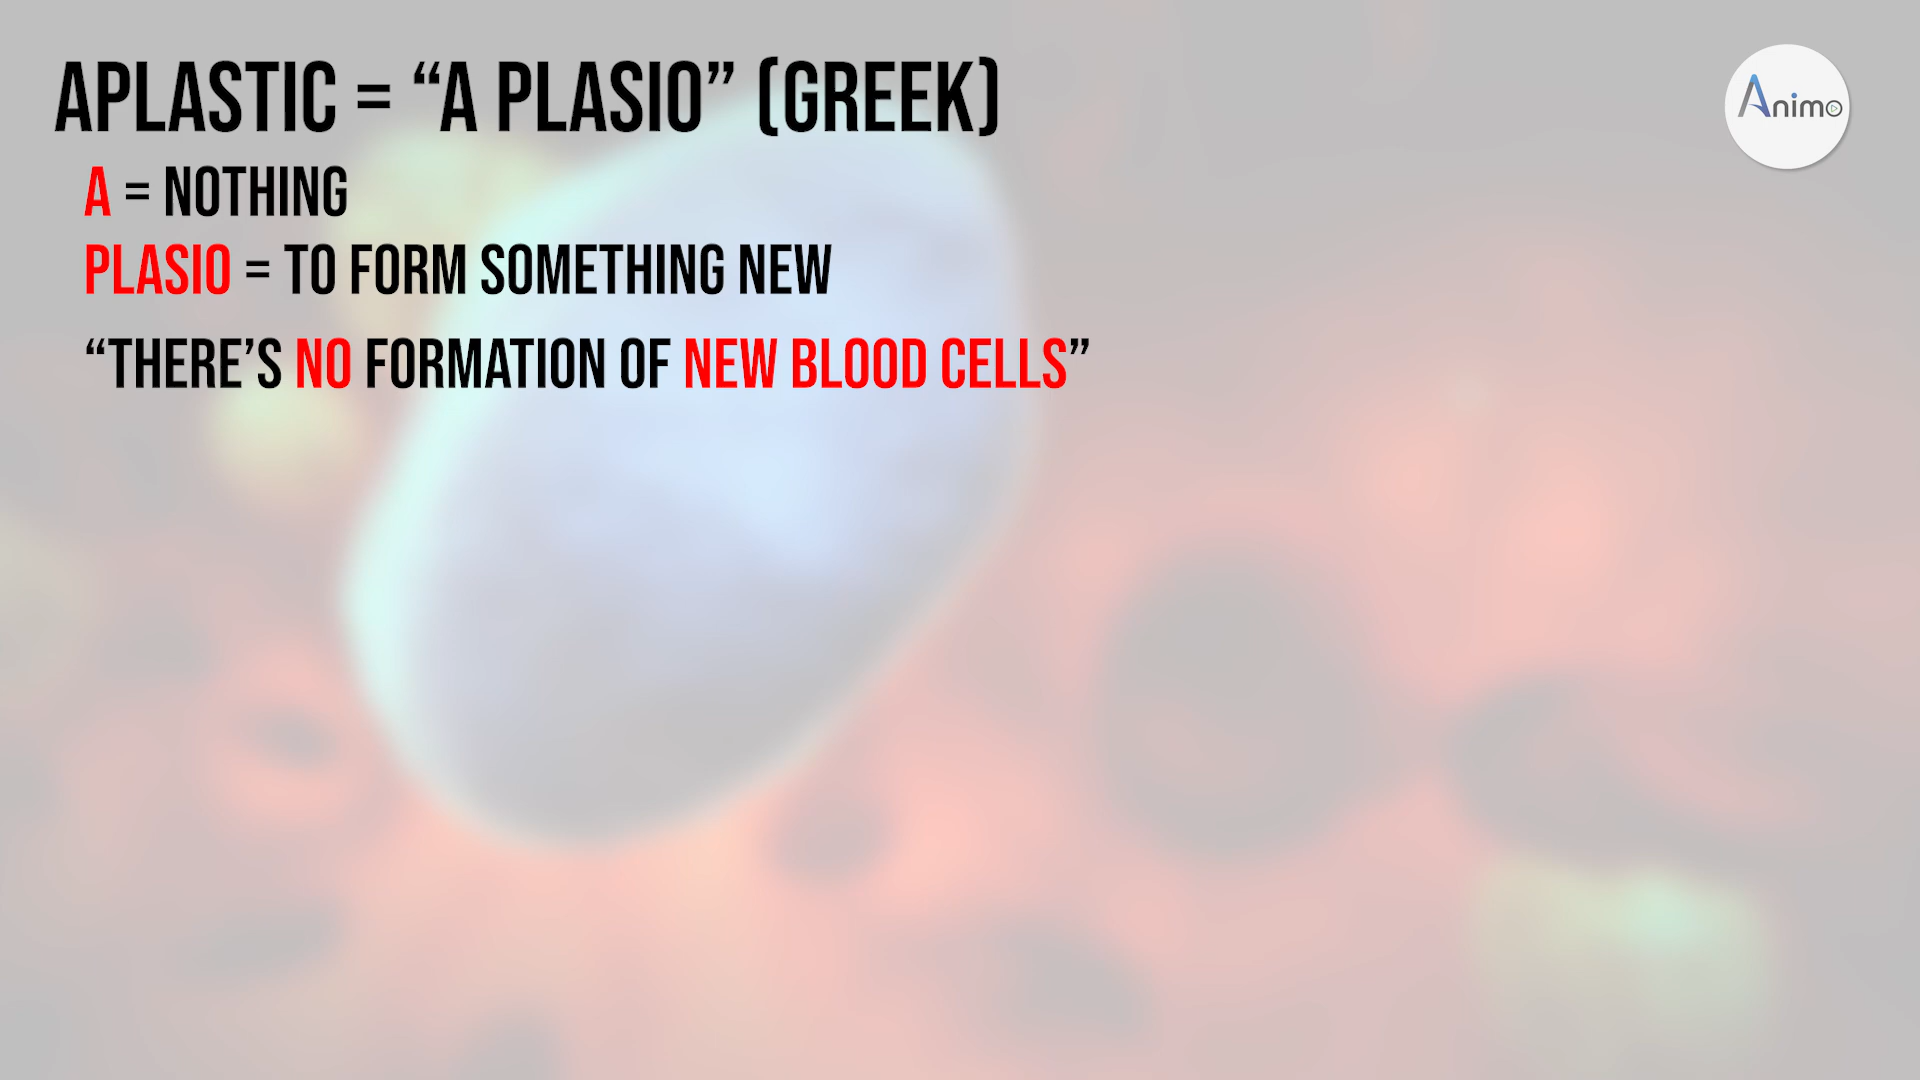 APLASTIC = “A PLASIO” (GREEK)
A = NOTHING
PLASIO = TO FORM SOMETHING NEW
“THERE’S NO FORMATION OF NEW BLOOD CELLS”
Animo